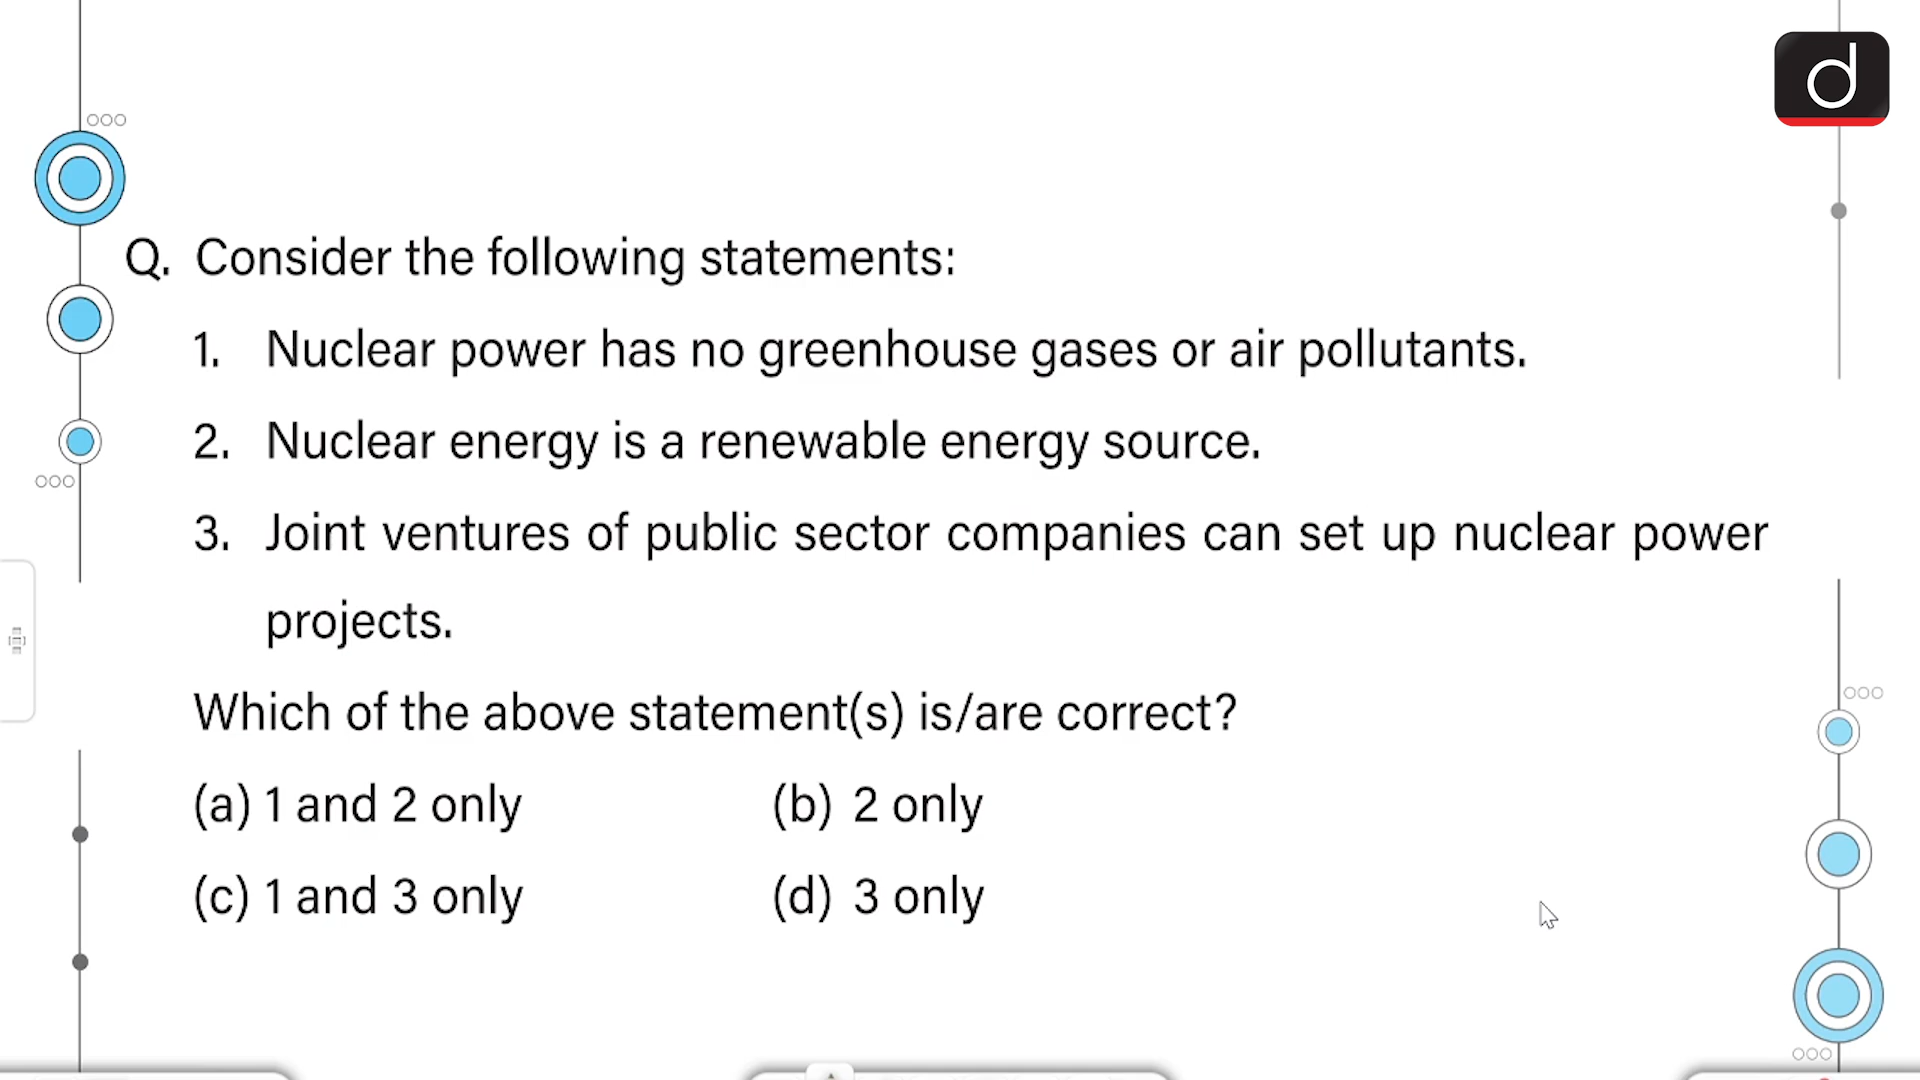 d
Q. Consider the following statements:
1. Nuclear power has no greenhouse gases or air pollutants.
2. Nuclear energy is a renewable energy source.
3. Joint ventures of public sector companies can set up nuclear power
projects.
Which of the above statement(s) is/are correct?
(a) 1 and 2 only (b) 2 only
(c) 1 and 3 only (d) 3 only